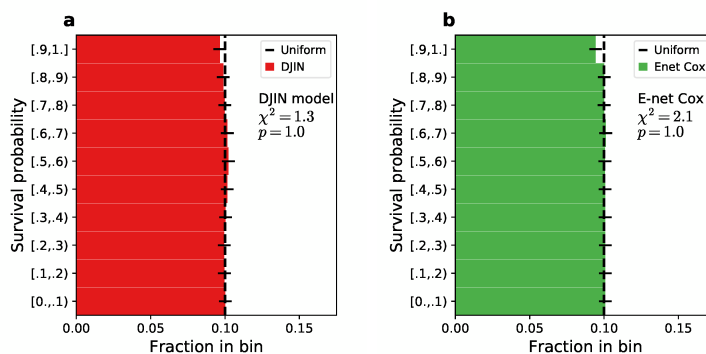 a
Survival probability
[.9,1.]
[.8,.9)
[.7,.8)
[.6,.7)
[.5,.6)
[.4,.5)
[.3,.4)
[.2,.3)
[.1,.2)
[0.,.1)
0.00 0.05 0.10 0.15
Fraction in bin
Uniform
DJIN
DJIN model
χ² = 1.3
p = 1.0
b
Survival probability
[.9,1.]
[.8,.9)
[.7,.8)
[.6,.7)
[.5,.6)
[.4,.5)
[.3,.4)
[.2,.3)
[.1,.2)
[0.,.1)
0.00 0.05 0.10 0.15
Fraction in bin
Uniform
Enet Cox
E-net Cox
χ² = 2.1
p = 1.0